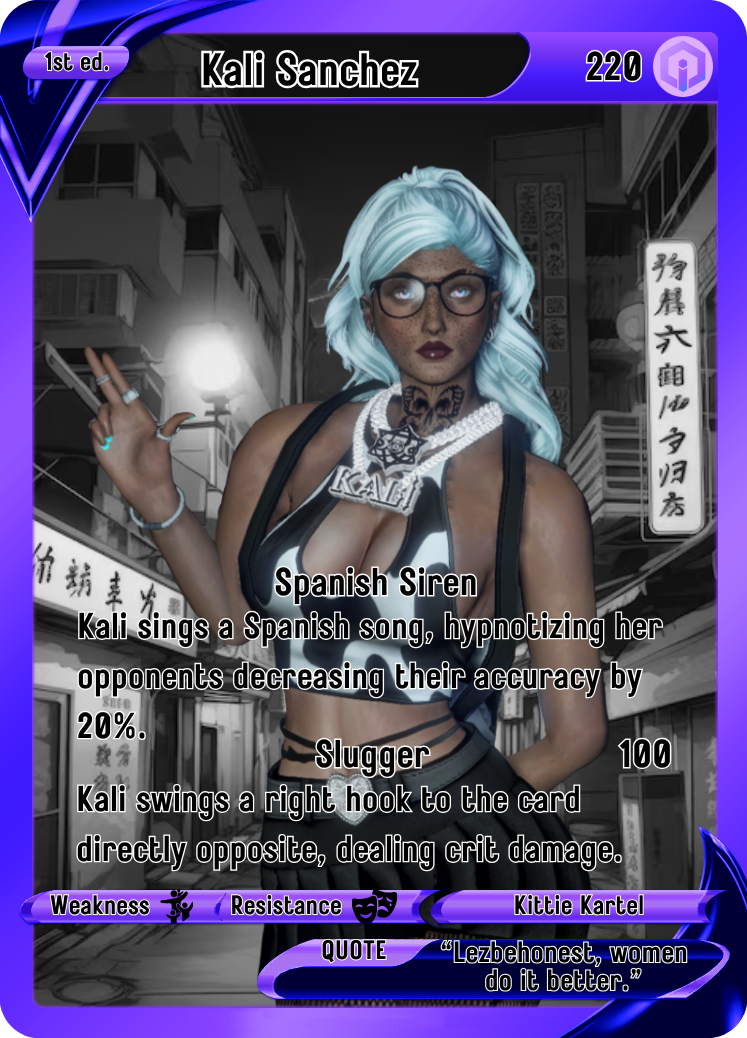 1st ed.
Kali Sanchez
220
KALI
Spanish Siren
Kali sings a Spanish song, hypnotizing her
opponents decreasing their accuracy by
20%.
Slugger 100
Kali swings a right hook to the card
directly opposite, dealing crit damage.
Weakness Resistance Kittie Kartel
QUOTE
“Lezbehonest, women
do it better.”